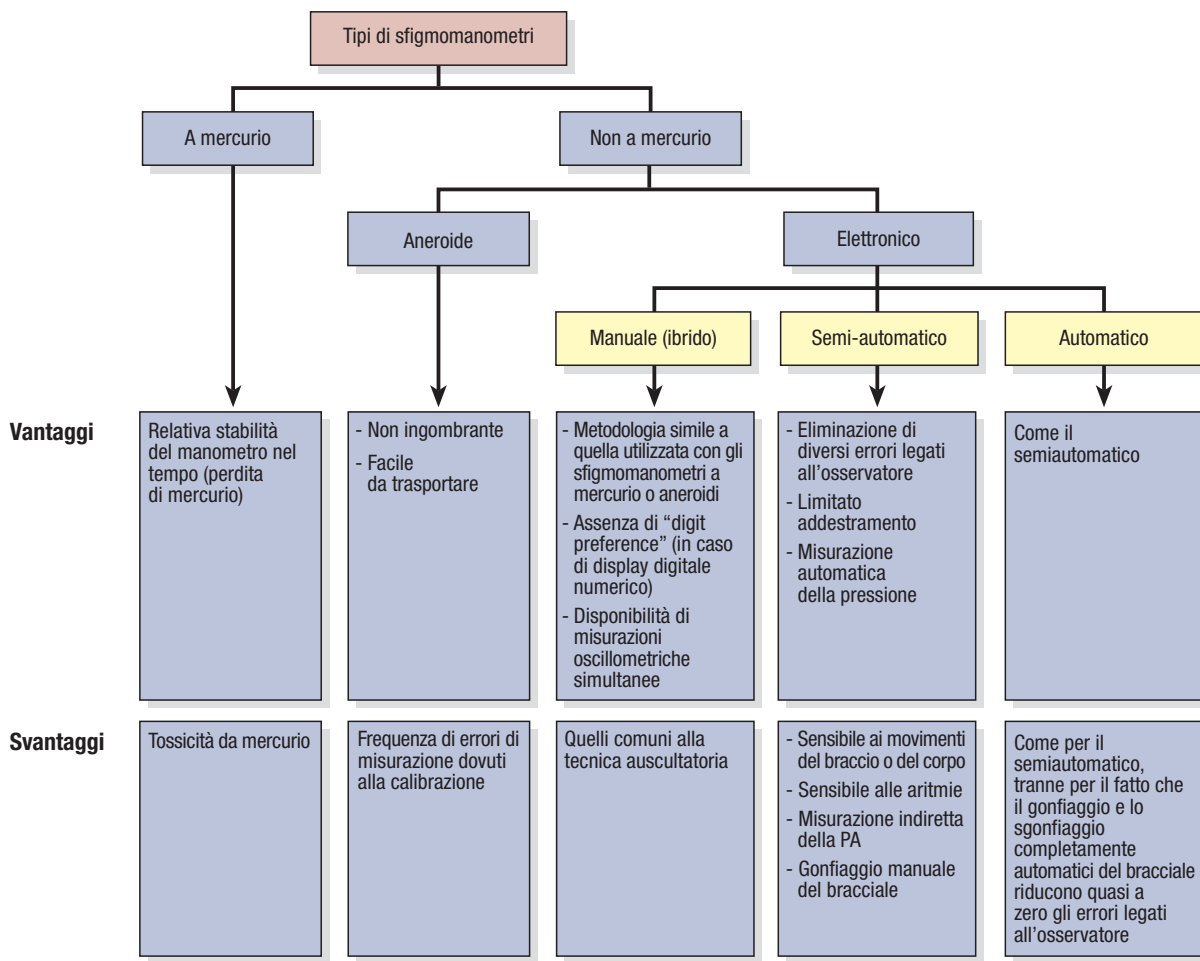 Tipi di sfigmomanometri
A mercurio
Non a mercurio
Aneroide
Elettronico
Manuale (ibrido)
Semi-automatico
Automatico
Vantaggi
Relativa stabilità
del manometro nel
tempo (perdita
di mercurio)
- Non ingombrante
- Facile
da trasportare
- Metodologia simile a
quella utilizzata con gli
sfigmomanometri a
mercurio o aneroidi
- Assenza di “digit
preference” (in caso
di display digitale
numerico)
- Disponibilità di
misurazioni
oscillometriche
simultanee
- Eliminazione di
diversi errori legati
all’osservatore
- Limitato
addestramento
- Misurazione
automatica
della pressione
Come il
semiautomatico
Svantaggi
Tossicità da mercurio
Frequenza di errori di
misurazione dovuti
alla calibrazione
Quelli comuni alla
tecnica auscultatoria
- Sensibile ai movimenti
del braccio o del corpo
- Sensibile alle aritmie
- Misurazione indiretta
della PA
- Gonfiaggio manuale
del bracciale
Come per il
semiautomatico,
tranne per il fatto che
il gonfiaggio e lo
sgonfiaggio
completamente
automatici del bracciale
riducono quasi a
zero gli errori legati
all’osservatore